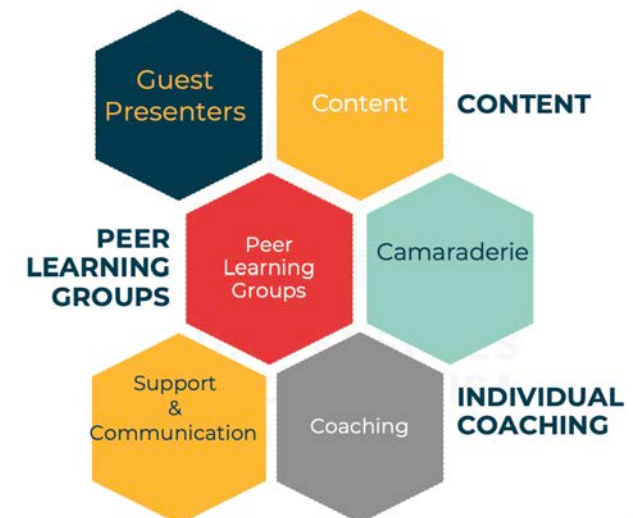 Guest
Presenters
Content
CONTENT
PEER
LEARNING
GROUPS
Peer
Learning
Groups
Camaraderie
Support
&
Communication
Coaching
INDIVIDUAL
COACHING